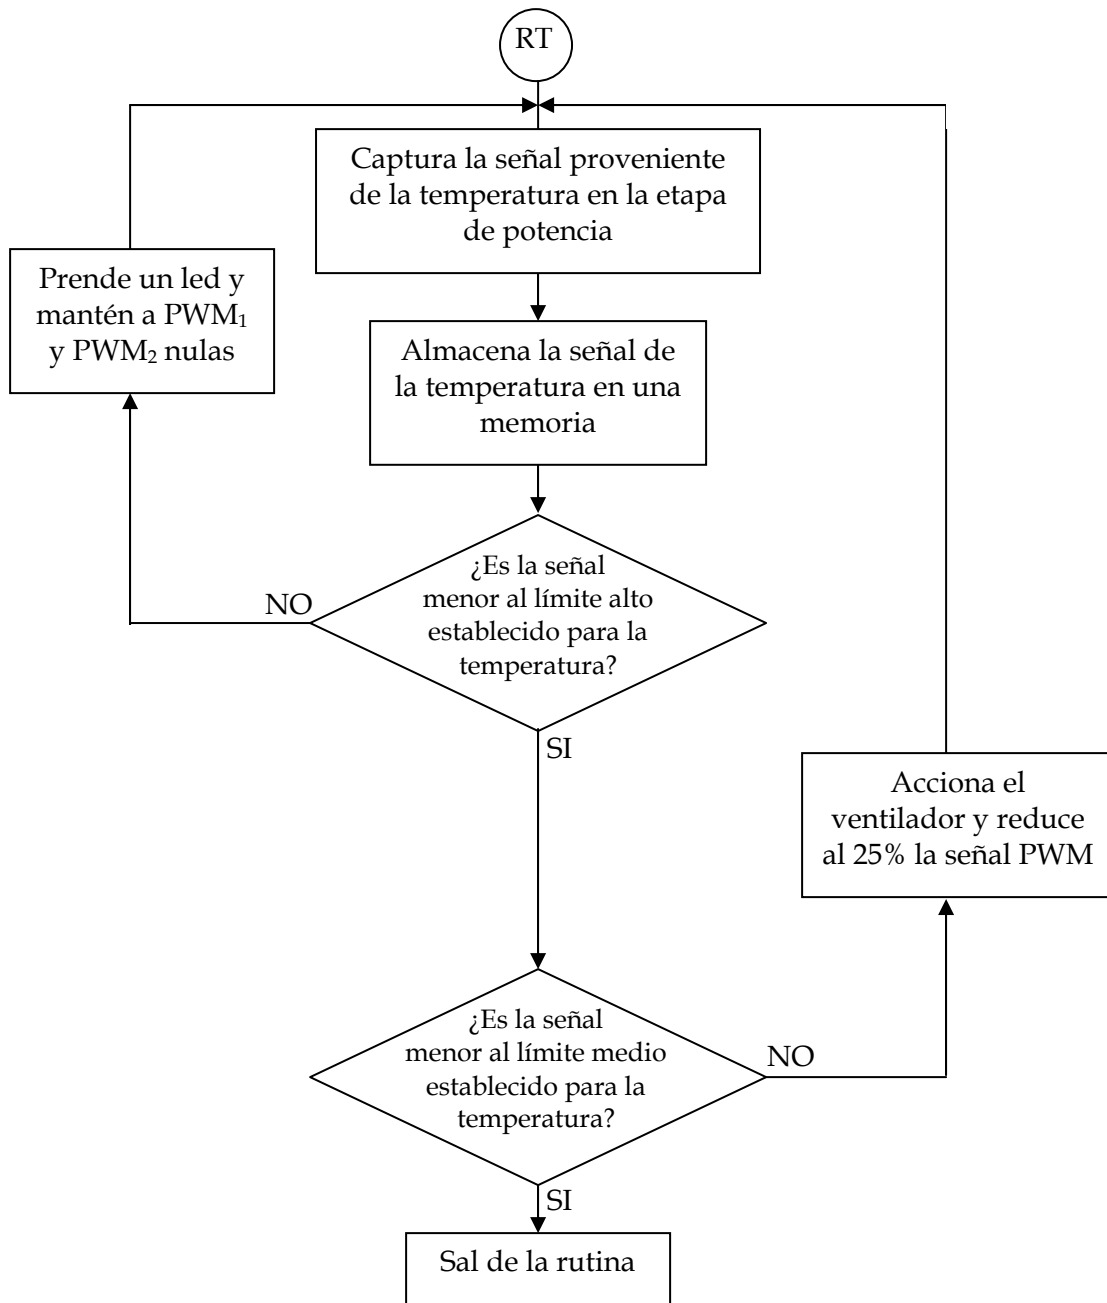 RT
Captura la señal proveniente
de la temperatura en la etapa
de potencia
Prende un led y
mantén a PWM₁
y PWM₂ nulas
Almacena la señal de
la temperatura en una
memoria
¿Es la señal
menor al límite alto
establecido para la
temperatura?
NO
SI
Acciona el
ventilador y reduce
al 25% la señal PWM
¿Es la señal
menor al límite medio
establecido para la
temperatura?
NO
SI
Sal de la rutina